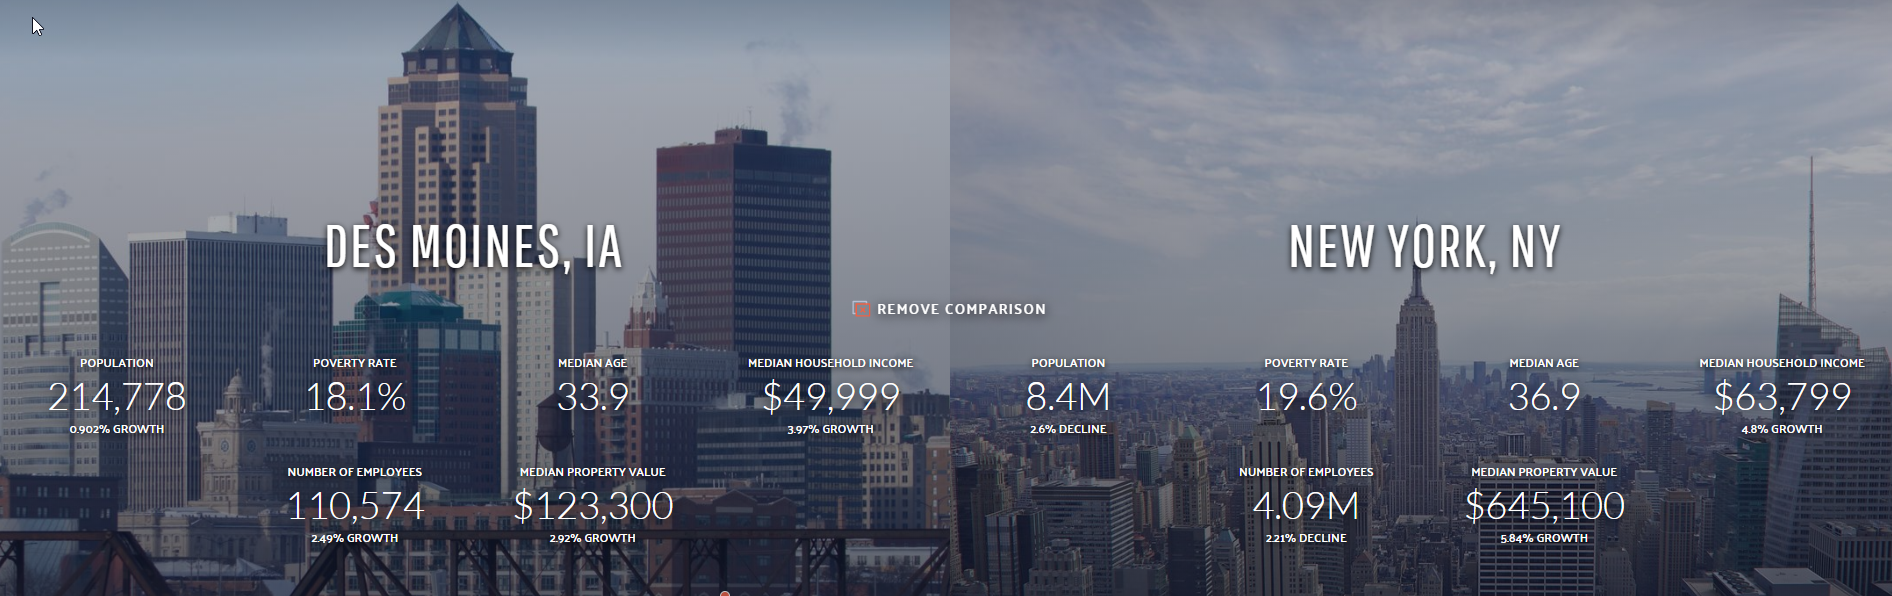 DES MOINES, IA
NEW YORK, NY
REMOVE COMPARISON
POPULATION
214,778
0.902% GROWTH
POVERTY RATE
18.1%
MEDIAN AGE
33.9
MEDIAN HOUSEHOLD INCOME
$49,999
3.97% GROWTH
NUMBER OF EMPLOYEES
110,574
2.49% GROWTH
MEDIAN PROPERTY VALUE
$123,300
2.92% GROWTH
POPULATION
8.4M
2.6% DECLINE
POVERTY RATE
19.6%
MEDIAN AGE
36.9
MEDIAN HOUSEHOLD INCOME
$63,799
4.8% GROWTH
NUMBER OF EMPLOYEES
4.09M
2.21% DECLINE
MEDIAN PROPERTY VALUE
$645,100
5.84% GROWTH